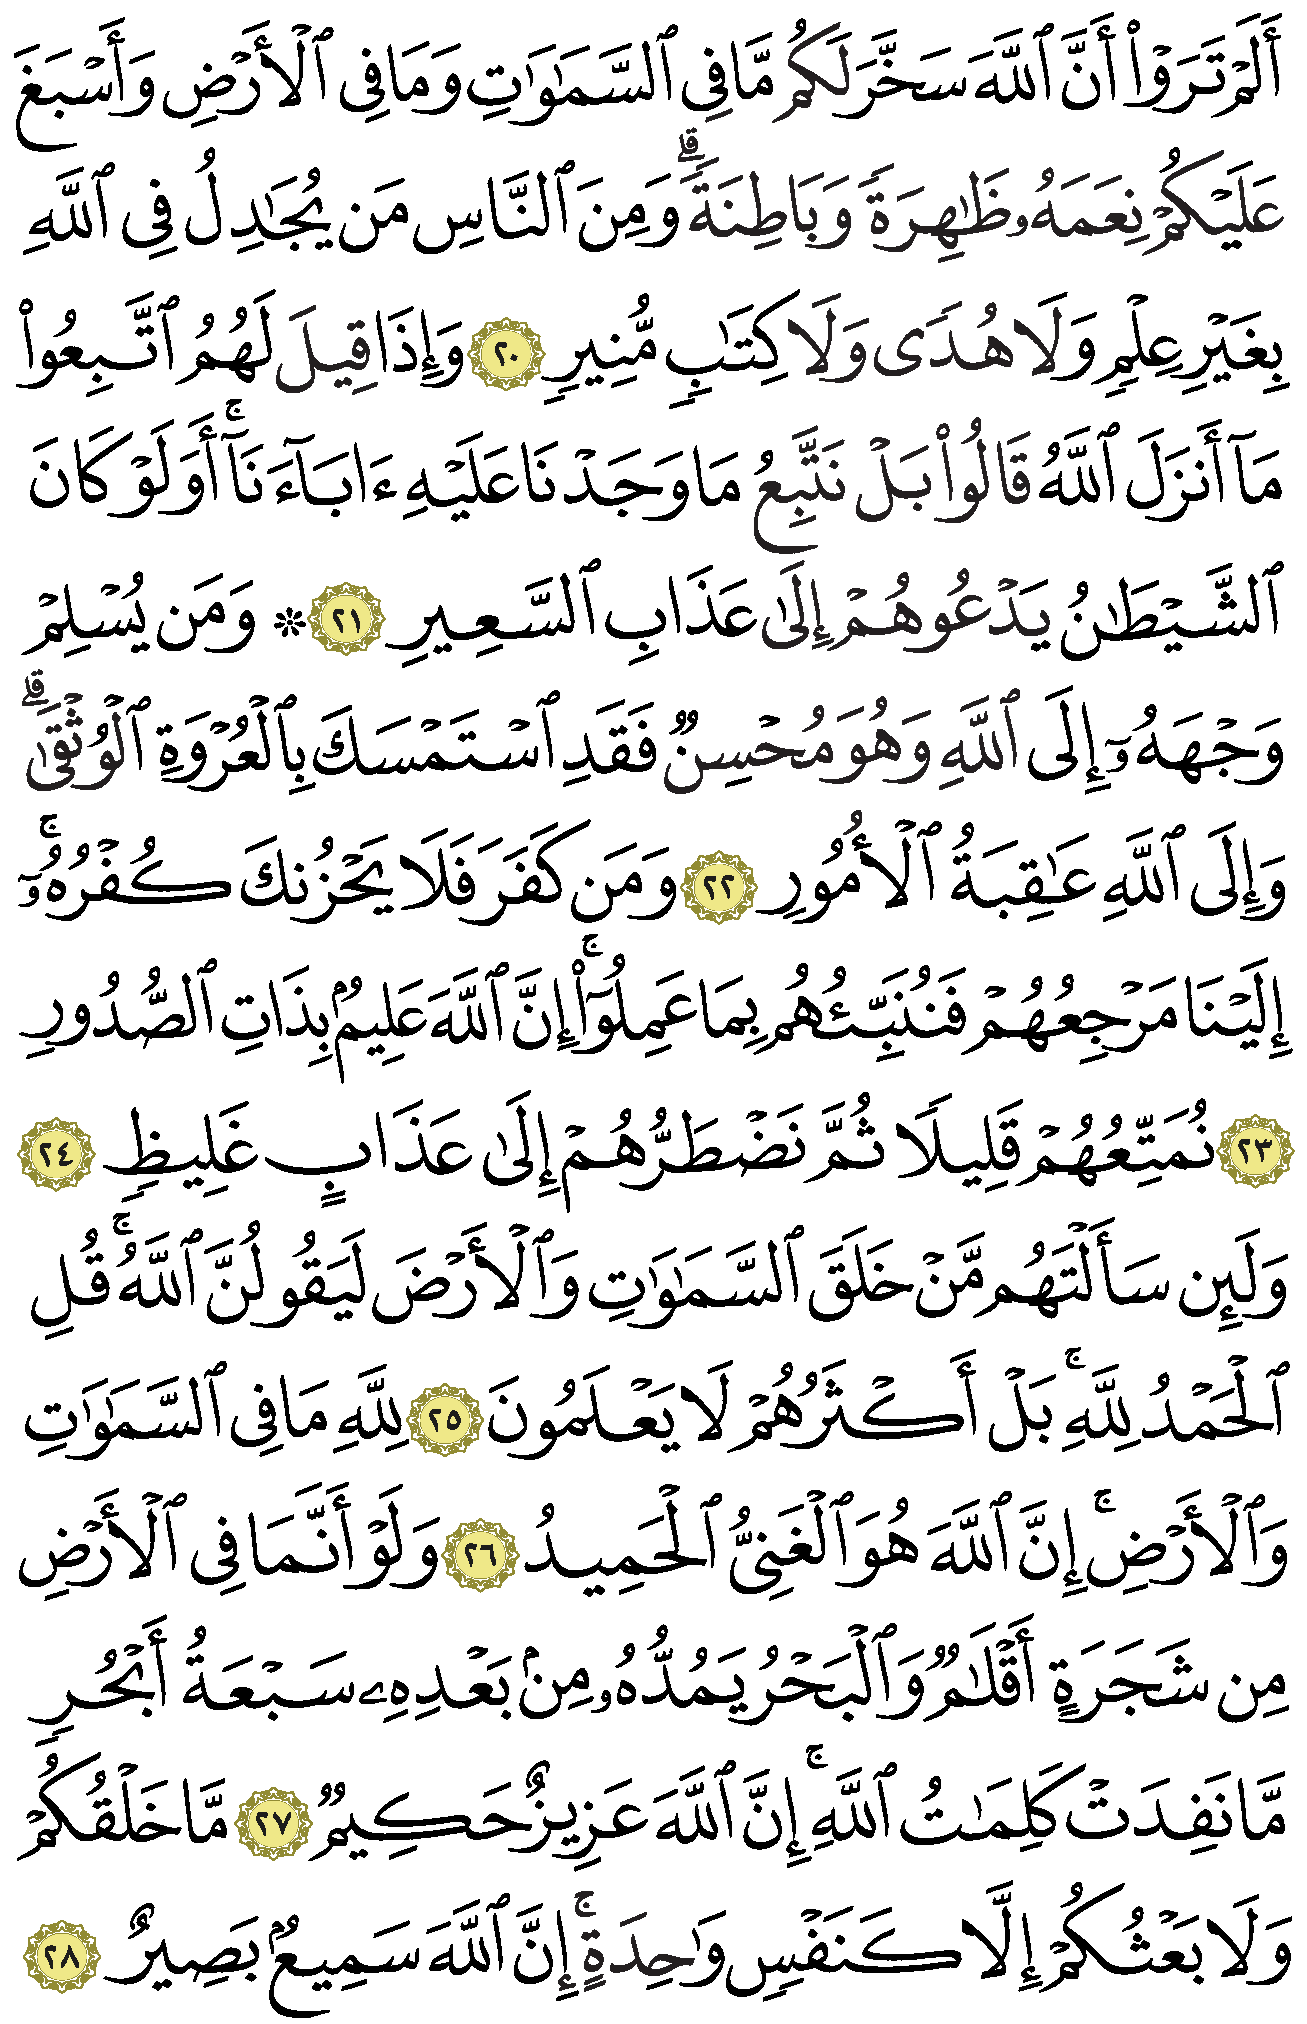 أَلَمۡ تَرَوۡاْ أَنَّ ٱللَّهَ سَخَّرَ لَكُم مَّا فِي ٱلسَّمَٰوَٰتِ وَمَا فِي ٱلۡأَرۡضِ وَأَسۡبَغَ
عَلَيۡكُمۡ نِعَمَهُۥ ظَٰهِرَةٗ وَبَاطِنَةٗۗ وَمِنَ ٱلنَّاسِ مَن يُجَٰدِلُ فِي ٱللَّهِ
بِغَيۡرِ عِلۡمٖ وَلَا هُدٗى وَلَا كِتَٰبٖ مُّنِيرٖ ٢٠ وَإِذَا قِيلَ لَهُمُ ٱتَّبِعُواْ
مَآ أَنزَلَ ٱللَّهُ قَالُواْ بَلۡ نَتَّبِعُ مَا وَجَدۡنَا عَلَيۡهِ ءَابَآءَنَآۚ أَوَلَوۡ كَانَ
ٱلشَّيۡطَٰنُ يَدۡعُوهُمۡ إِلَىٰ عَذَابِ ٱلسَّعِيرِ ٢١ ۞ وَمَن يُسۡلِمۡ
وَجۡهَهُۥٓ إِلَى ٱللَّهِ وَهُوَ مُحۡسِنٞ فَقَدِ ٱسۡتَمۡسَكَ بِٱلۡعُرۡوَةِ ٱلۡوُثۡقَىٰۗ
وَإِلَى ٱللَّهِ عَٰقِبَةُ ٱلۡأُمُورِ ٢٢ وَمَن كَفَرَ فَلَا يَحۡزُنكَ كُفۡرُهُۥٓۚ
إِلَيۡنَا مَرۡجِعُهُمۡ فَنُنَبِّئُهُم بِمَا عَمِلُوٓاْۚ إِنَّ ٱللَّهَ عَلِيمُۢ بِذَاتِ ٱلصُّدُورِ
٢٣ نُمَتِّعُهُمۡ قَلِيلٗا ثُمَّ نَضۡطَرُّهُمۡ إِلَىٰ عَذَابٍ غَلِيظٖ ٢٤
وَلَئِن سَأَلۡتَهُم مَّنۡ خَلَقَ ٱلسَّمَٰوَٰتِ وَٱلۡأَرۡضَ لَيَقُولُنَّ ٱللَّهُۚ قُلِ
ٱلۡحَمۡدُ لِلَّهِۚ بَلۡ أَكۡثَرُهُمۡ لَا يَعۡلَمُونَ ٢٥ لِلَّهِ مَا فِي ٱلسَّمَٰوَٰتِ
وَٱلۡأَرۡضِۚ إِنَّ ٱللَّهَ هُوَ ٱلۡغَنِيُّ ٱلۡحَمِيدُ ٢٦ وَلَوۡ أَنَّمَا فِي ٱلۡأَرۡضِ
مِن شَجَرَةٍ أَقۡلَٰمٞ وَٱلۡبَحۡرُ يَمُدُّهُۥ مِنۢ بَعۡدِهِۦ سَبۡعَةُ أَبۡحُرٖ
مَّا نَفِدَتۡ كَلِمَٰتُ ٱللَّهِۚ إِنَّ ٱللَّهَ عَزِيزٌ حَكِيمٞ ٢٧ مَّا خَلۡقُكُمۡ
وَلَا بَعۡثُكُمۡ إِلَّا كَنَفۡسٖ وَٰحِدَةٍۚ إِنَّ ٱللَّهَ سَمِيعُۢ بَصِيرٌ ٢٨